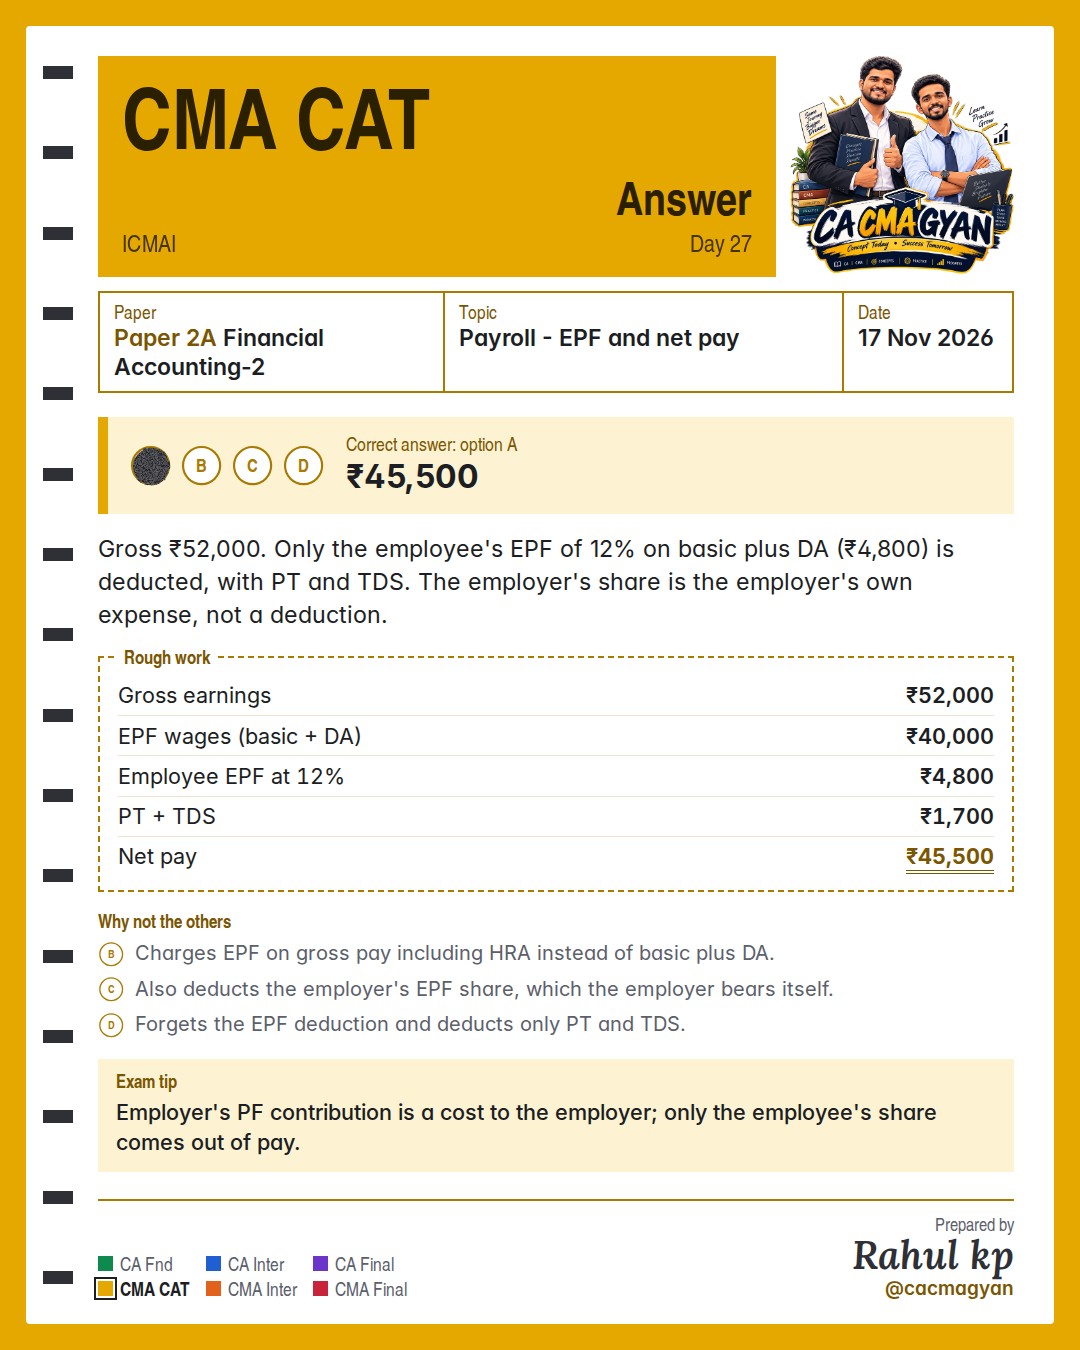 CMA CAT
Answer
ICMAI
Day 27
CA CMA GYAN
Concept Today • Success Tomorrow
Learn
Practice
Grow
Paper
Paper 2A Financial
Accounting-2
Topic
Payroll - EPF and net pay
Date
17 Nov 2026
B C D
Correct answer: option A
₹45,500
Gross ₹52,000. Only the employee's EPF of 12% on basic plus DA (₹4,800) is
deducted, with PT and TDS. The employer's share is the employer's own
expense, not a deduction.
Rough work
Gross earnings ₹52,000
EPF wages (basic + DA) ₹40,000
Employee EPF at 12% ₹4,800
PT + TDS ₹1,700
Net pay ₹45,500
Why not the others
B Charges EPF on gross pay including HRA instead of basic plus DA.
C Also deducts the employer's EPF share, which the employer bears itself.
D Forgets the EPF deduction and deducts only PT and TDS.
Exam tip
Employer's PF contribution is a cost to the employer; only the employee's share
comes out of pay.
Prepared by
Rahul kp
@cacmagyan
CA Fnd CA Inter CA Final
CMA CAT CMA Inter CMA Final